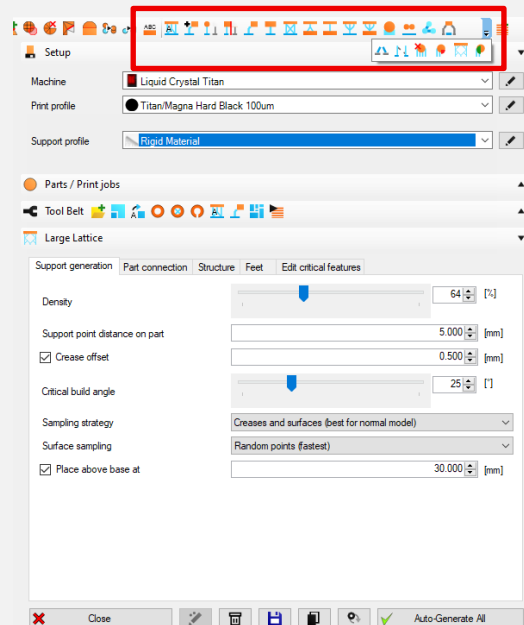 ABC
Setup
Machine Liquid Crystal Titan
Print profile Titan/Magna Hard Black 100um
Support profile Rigid Material
Parts / Print jobs
Tool Belt
Large Lattice
Support generation Part connection Structure Feet Edit critical features
Density 64 [%]
Support point distance on part 5.000 [mm]
Crease offset 0.500 [mm]
Critical build angle 25 [°]
Sampling strategy Creases and surfaces (best for normal model)
Surface sampling Random points (fastest)
Place above base at 30.000 [mm]
Close Auto-Generate All